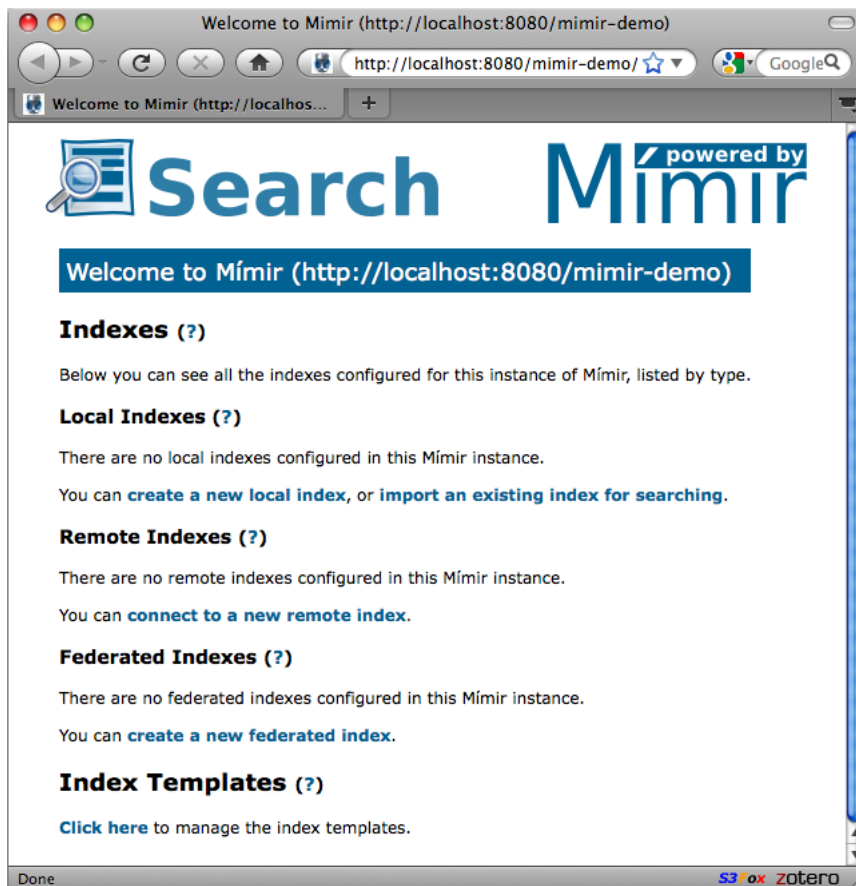 Welcome to Mimir (http://localhost:8080/mimir-demo)
http://localhost:8080/mimir-demo/
Google
Welcome to Mimir (http://localhos...
+
Search
powered by
Mímir
Welcome to Mímir (http://localhost:8080/mimir-demo)
Indexes (?)
Below you can see all the indexes configured for this instance of Mímir, listed by type.
Local Indexes (?)
There are no local indexes configured in this Mímir instance.
You can create a new local index, or import an existing index for searching.
Remote Indexes (?)
There are no remote indexes configured in this Mímir instance.
You can connect to a new remote index.
Federated Indexes (?)
There are no federated indexes configured in this Mímir instance.
You can create a new federated index.
Index Templates (?)
Click here to manage the index templates.
Done
S3Fox zotero